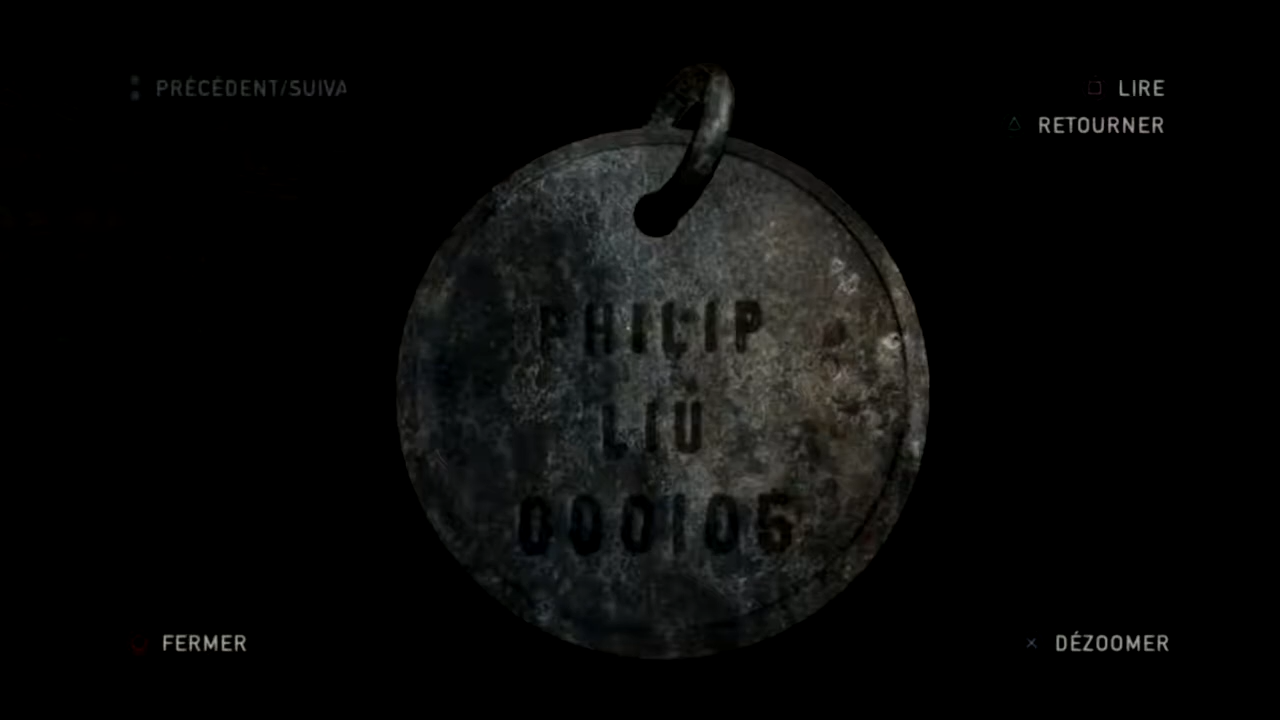 PRÉCÉDENT/SUIVA
LIRE
RETOURNER
PHILIP
LIU
000105
FERMER
DÉZOOMER